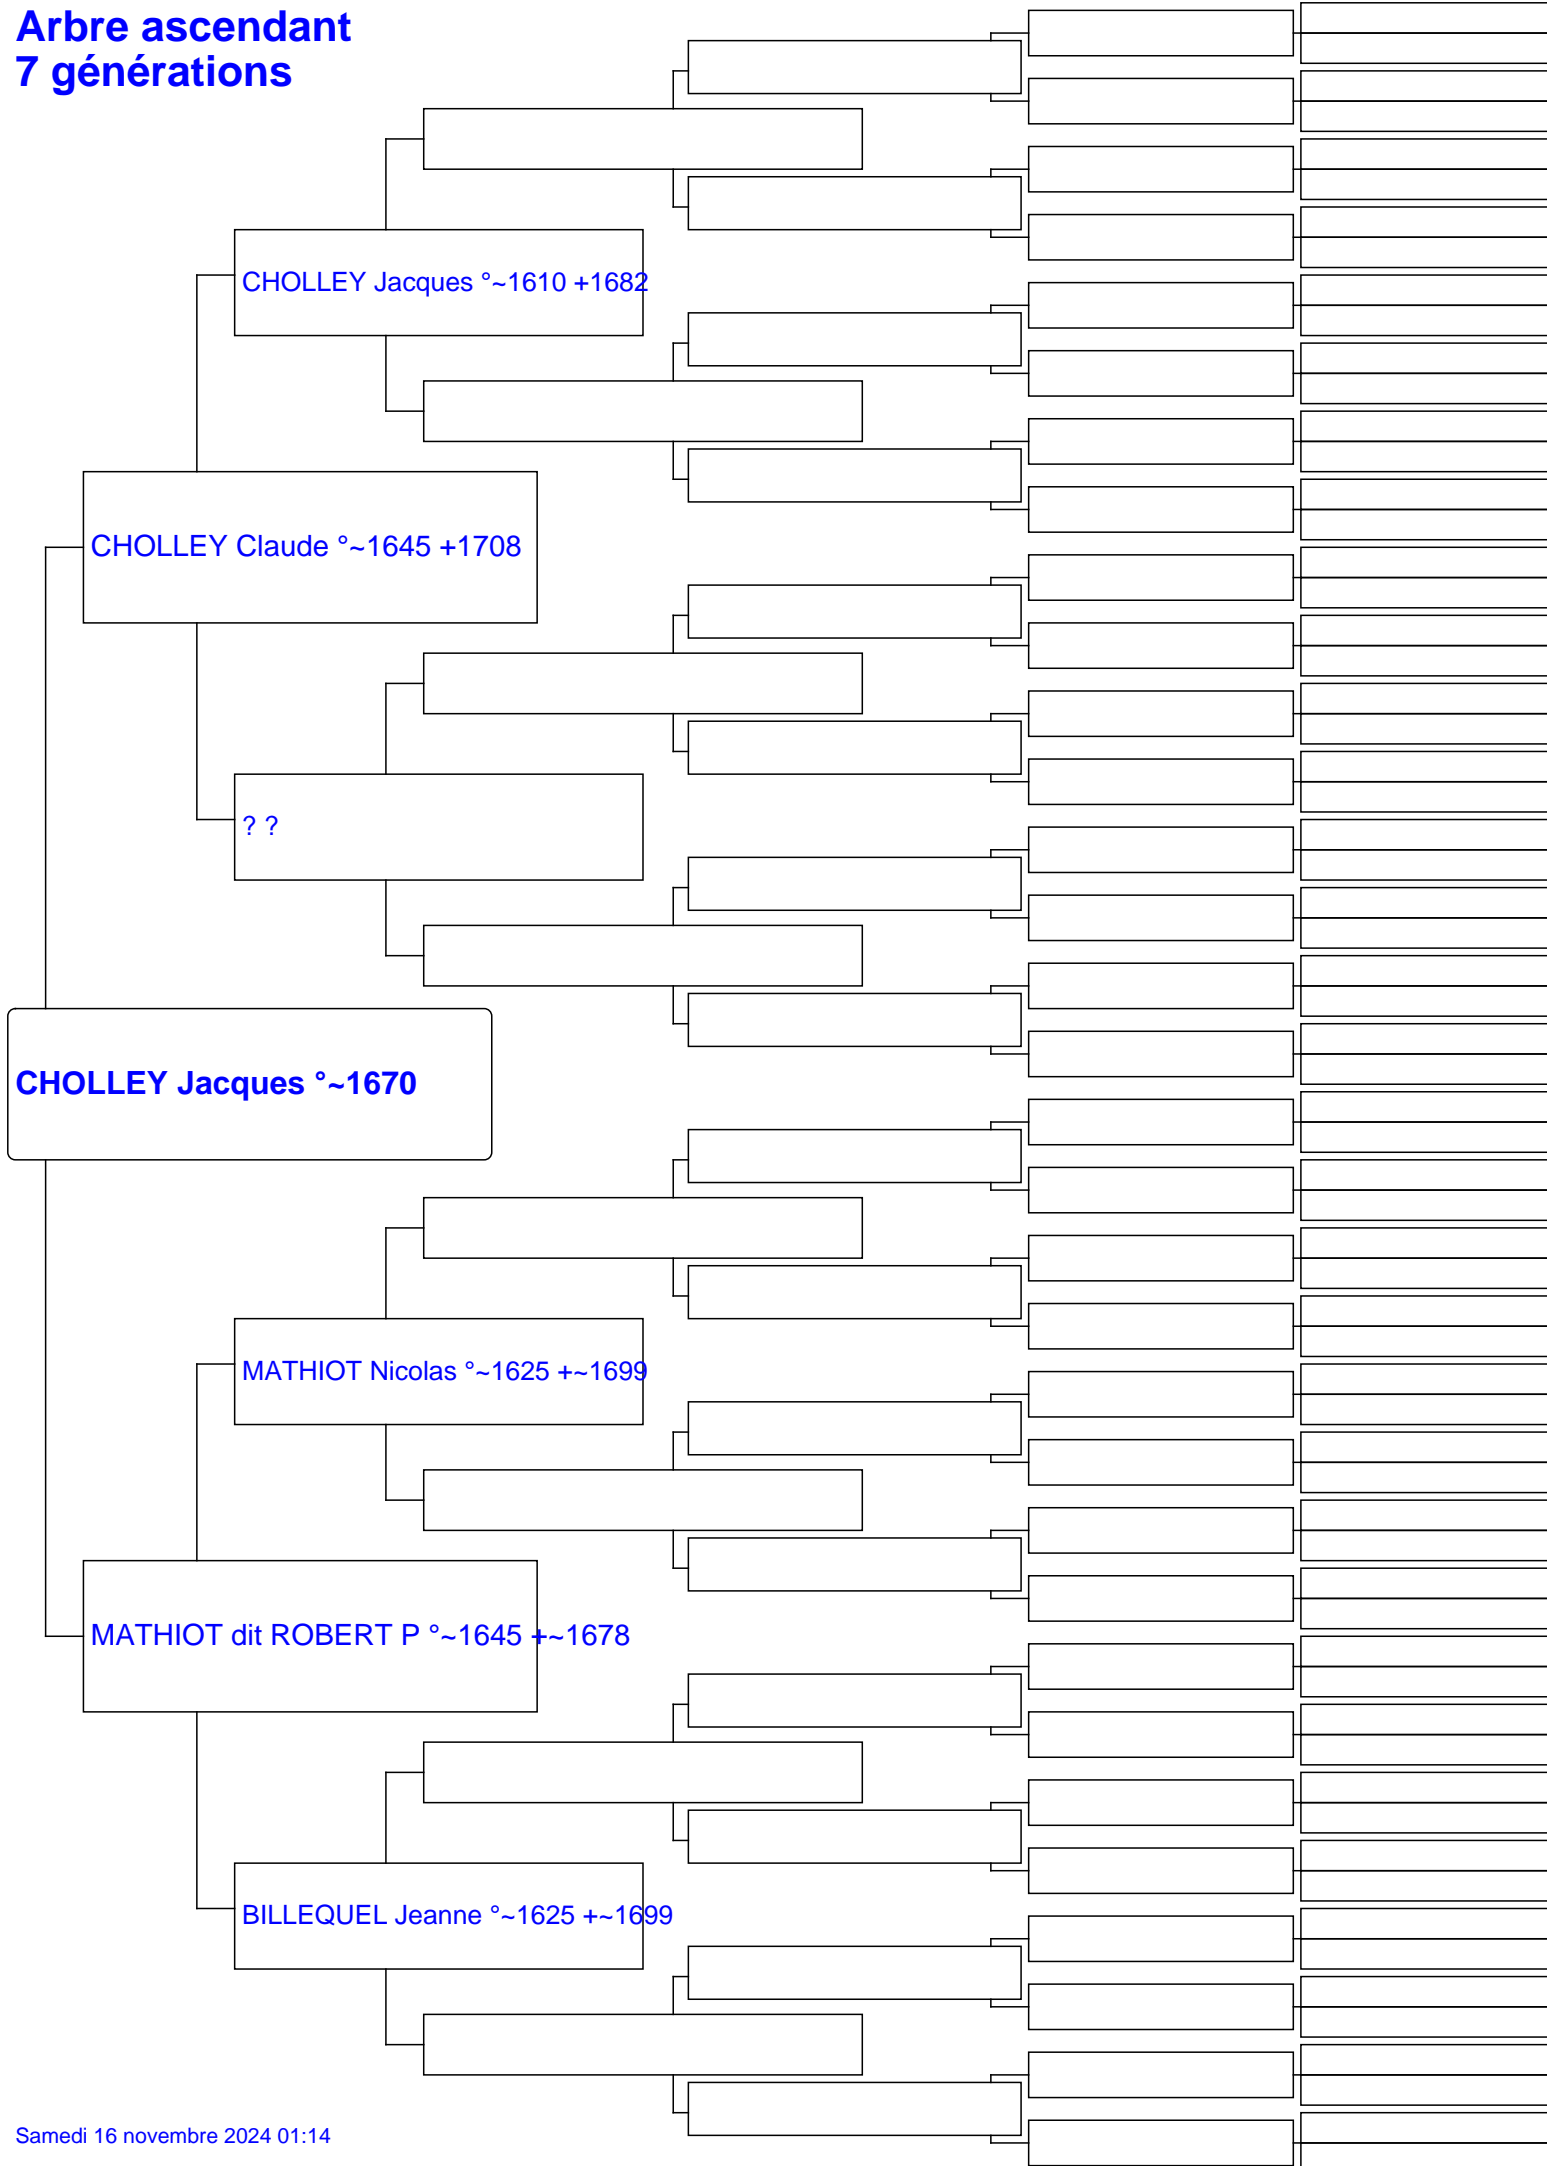 Arbre ascendant
7 générations
CHOLLEY Jacques °~1610 +1682
CHOLLEY Claude °~1645 +1708
? ?
CHOLLEY Jacques °~1670
MATHIOT Nicolas °~1625 +~1699
MATHIOT dit ROBERT P °~1645 +~1678
BILLEQUEL Jeanne °~1625 +~1699
Samedi 16 novembre 2024 01:14